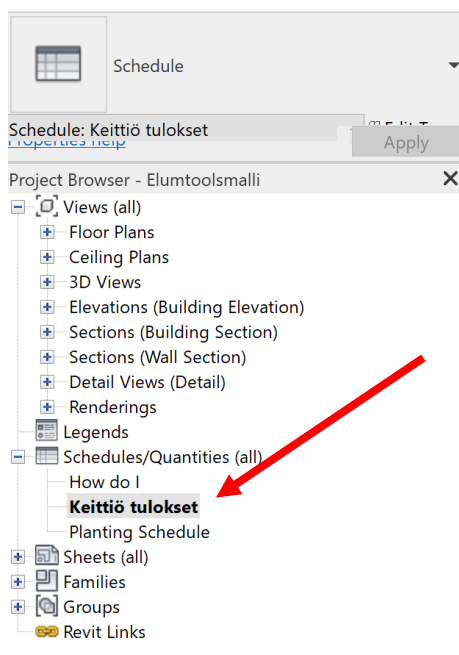 Schedule
Schedule: Keittiö tulokset
Properties help
Apply
Project Browser - Elumtoolsmalli
Views (all)
Floor Plans
Ceiling Plans
3D Views
Elevations (Building Elevation)
Sections (Building Section)
Sections (Wall Section)
Detail Views (Detail)
Renderings
Legends
Schedules/Quantities (all)
How do I
Keittiö tulokset
Planting Schedule
Sheets (all)
Families
Groups
Revit Links